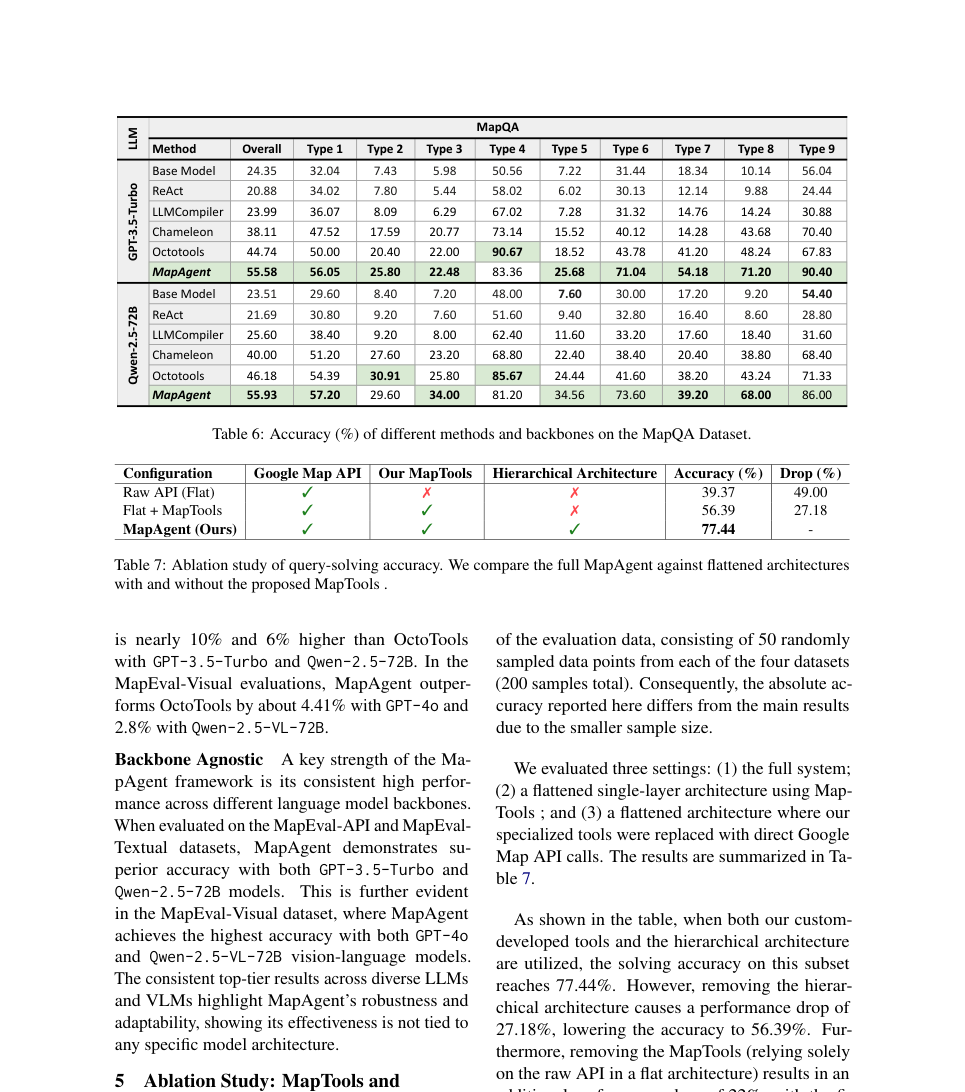 LLM
MapQA
Method Overall Type 1 Type 2 Type 3 Type 4 Type 5 Type 6 Type 7 Type 8 Type 9
GPT-3.5-Turbo
Base Model 24.35 32.04 7.43 5.98 50.56 7.22 31.44 18.34 10.14 56.04
ReAct 20.88 34.02 7.80 5.44 58.02 6.02 30.13 12.14 9.88 24.44
LLMCompiler 23.99 36.07 8.09 6.29 67.02 7.28 31.32 14.76 14.24 30.88
Chameleon 38.11 47.52 17.59 20.77 73.14 15.52 40.12 14.28 43.68 70.40
Octotools 44.74 50.00 20.40 22.00 90.67 18.52 43.78 41.20 48.24 67.83
MapAgent 55.58 56.05 25.80 22.48 83.36 25.68 71.04 54.18 71.20 90.40
Qwen-2.5-72B
Base Model 23.51 29.60 8.40 7.20 48.00 7.60 30.00 17.20 9.20 54.40
ReAct 21.69 30.80 9.20 7.60 51.60 9.40 32.80 16.40 8.60 28.80
LLMCompiler 25.60 38.40 9.20 8.00 62.40 11.60 33.20 17.60 18.40 31.60
Chameleon 40.00 51.20 27.60 23.20 68.80 22.40 38.40 20.40 38.80 68.40
Octotools 46.18 54.39 30.91 25.80 85.67 24.44 41.60 38.20 43.24 71.33
MapAgent 55.93 57.20 29.60 34.00 81.20 34.56 73.60 39.20 68.00 86.00
Table 6: Accuracy (%) of different methods and backbones on the MapQA Dataset.
Configuration Google Map API Our MapTools Hierarchical Architecture Accuracy (%) Drop (%)
Raw API (Flat) ✓ ✗ ✗ 39.37 49.00
Flat + MapTools ✓ ✓ ✗ 56.39 27.18
MapAgent (Ours) ✓ ✓ ✓ 77.44 -
Table 7: Ablation study of query-solving accuracy. We compare the full MapAgent against flattened architectures
with and without the proposed MapTools .
is nearly 10% and 6% higher than OctoTools
with GPT-3.5-Turbo and Qwen-2.5-72B. In the
MapEval-Visual evaluations, MapAgent outper-
forms OctoTools by about 4.41% with GPT-4o and
2.8% with Qwen-2.5-VL-72B.
Backbone Agnostic A key strength of the Ma-
pAgent framework is its consistent high perfor-
mance across different language model backbones.
When evaluated on the MapEval-API and MapEval-
Textual datasets, MapAgent demonstrates su-
perior accuracy with both GPT-3.5-Turbo and
Qwen-2.5-72B models. This is further evident
in the MapEval-Visual dataset, where MapAgent
achieves the highest accuracy with both GPT-4o
and Qwen-2.5-VL-72B vision-language models.
The consistent top-tier results across diverse LLMs
and VLMs highlight MapAgent's robustness and
adaptability, showing its effectiveness is not tied to
any specific model architecture.
5 Ablation Study: MapTools and
of the evaluation data, consisting of 50 randomly
sampled data points from each of the four datasets
(200 samples total). Consequently, the absolute ac-
curacy reported here differs from the main results
due to the smaller sample size.
We evaluated three settings: (1) the full system;
(2) a flattened single-layer architecture using Map-
Tools ; and (3) a flattened architecture where our
specialized tools were replaced with direct Google
Map API calls. The results are summarized in Ta-
ble 7.
As shown in the table, when both our custom-
developed tools and the hierarchical architecture
are utilized, the solving accuracy on this subset
reaches 77.44%. However, removing the hierar-
chical architecture causes a performance drop of
27.18%, lowering the accuracy to 56.39%. Fur-
thermore, removing the MapTools (relying solely
on the raw API in a flat architecture) results in an